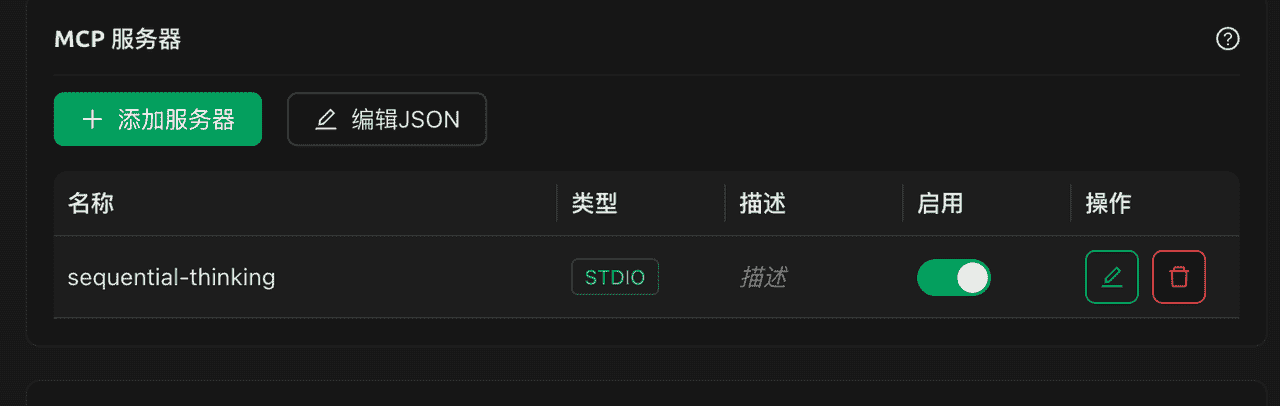 MCP 服务器
添加服务器 编辑JSON
名称 类型 描述 启用 操作
sequential-thinking STDIO 描述